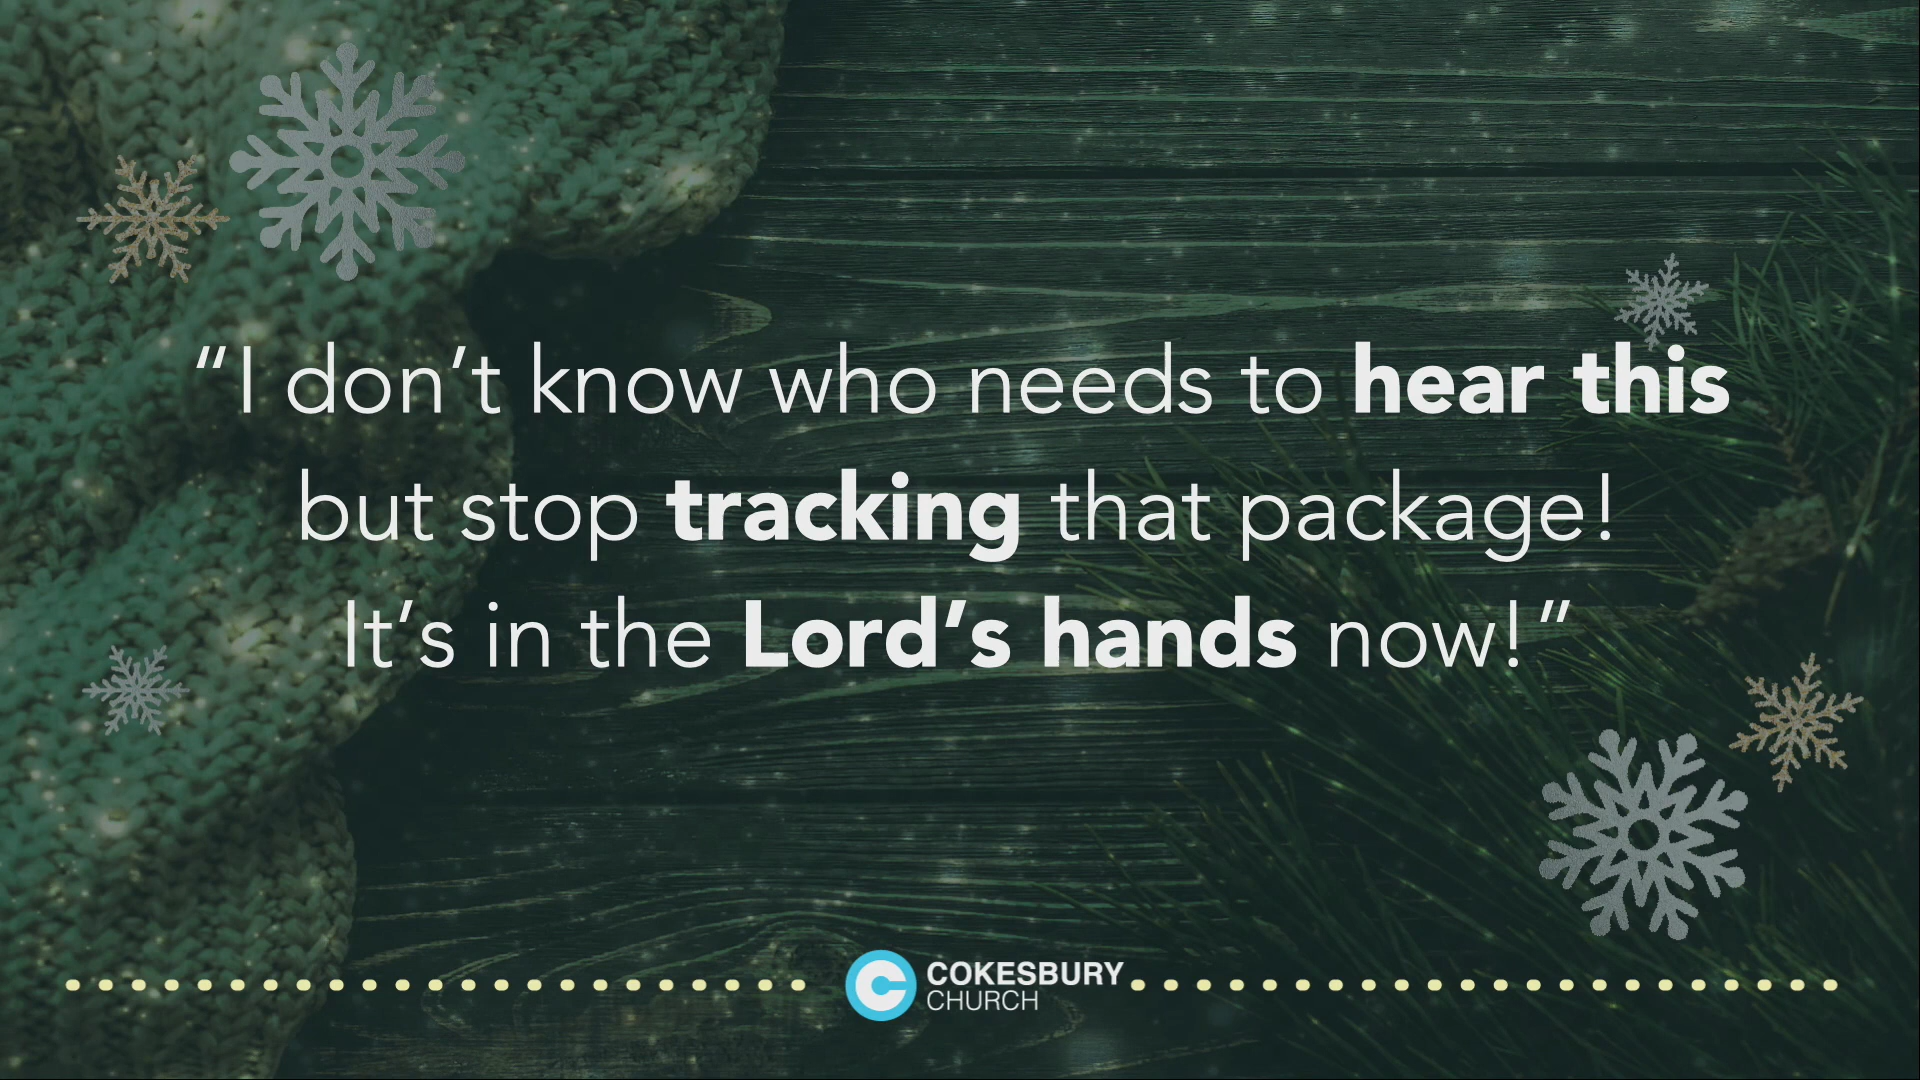 “I don’t know who needs to hear this
but stop tracking that package!
It’s in the Lord’s hands now!”
COKESBURY
CHURCH